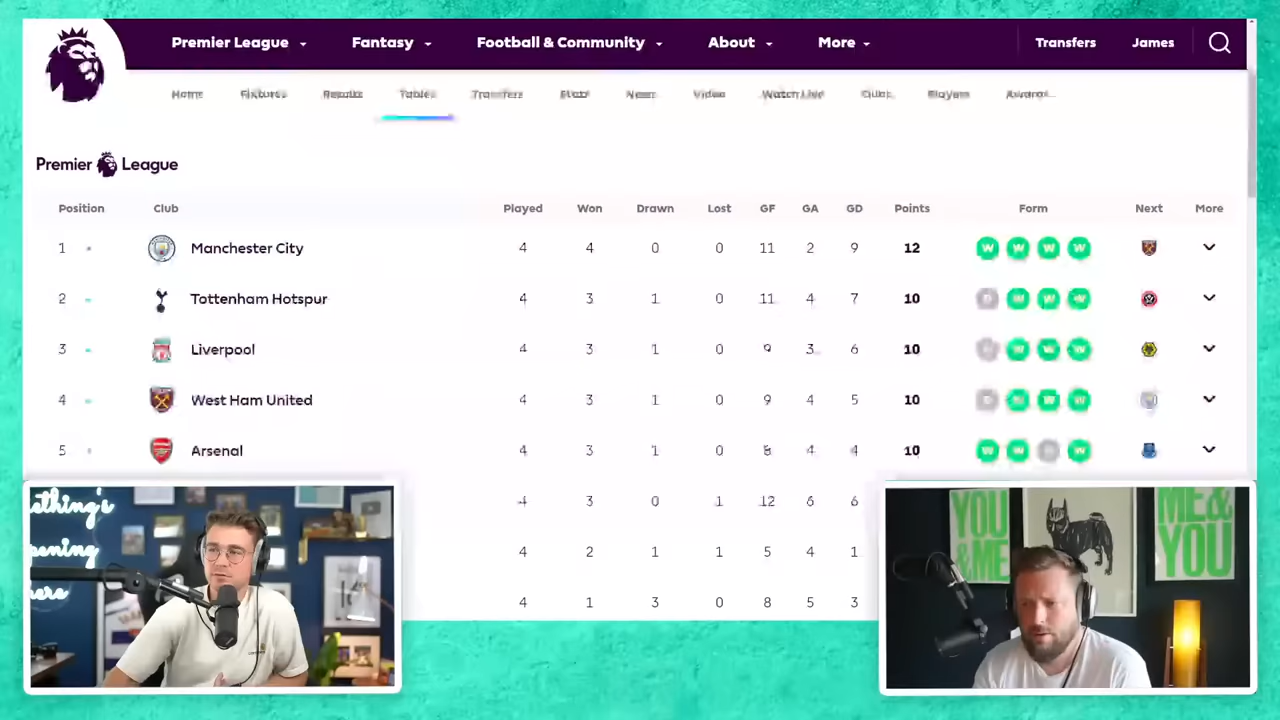 Premier League Fantasy Football & Community About More Transfers James
Home Fixtures Results Tables Transfers Stats News Video Watch Live Clubs Players Awards
Premier League
Position Club Played Won Drawn Lost GF GA GD Points Form Next More
1 Manchester City 4 4 0 0 11 2 9 12 W W W W
2 Tottenham Hotspur 4 3 1 0 11 4 7 10 D W W W
3 Liverpool 4 3 1 0 9 3 6 10 D W W W
4 West Ham United 4 3 1 0 9 4 5 10 D W W W
5 Arsenal 4 3 1 0 8 4 4 10 W W D W
4 3 0 1 12 6 6
4 2 1 1 5 4 1
4 1 3 0 8 5 3
ething's
pening
here
YOU
&ME
ME&
YOU